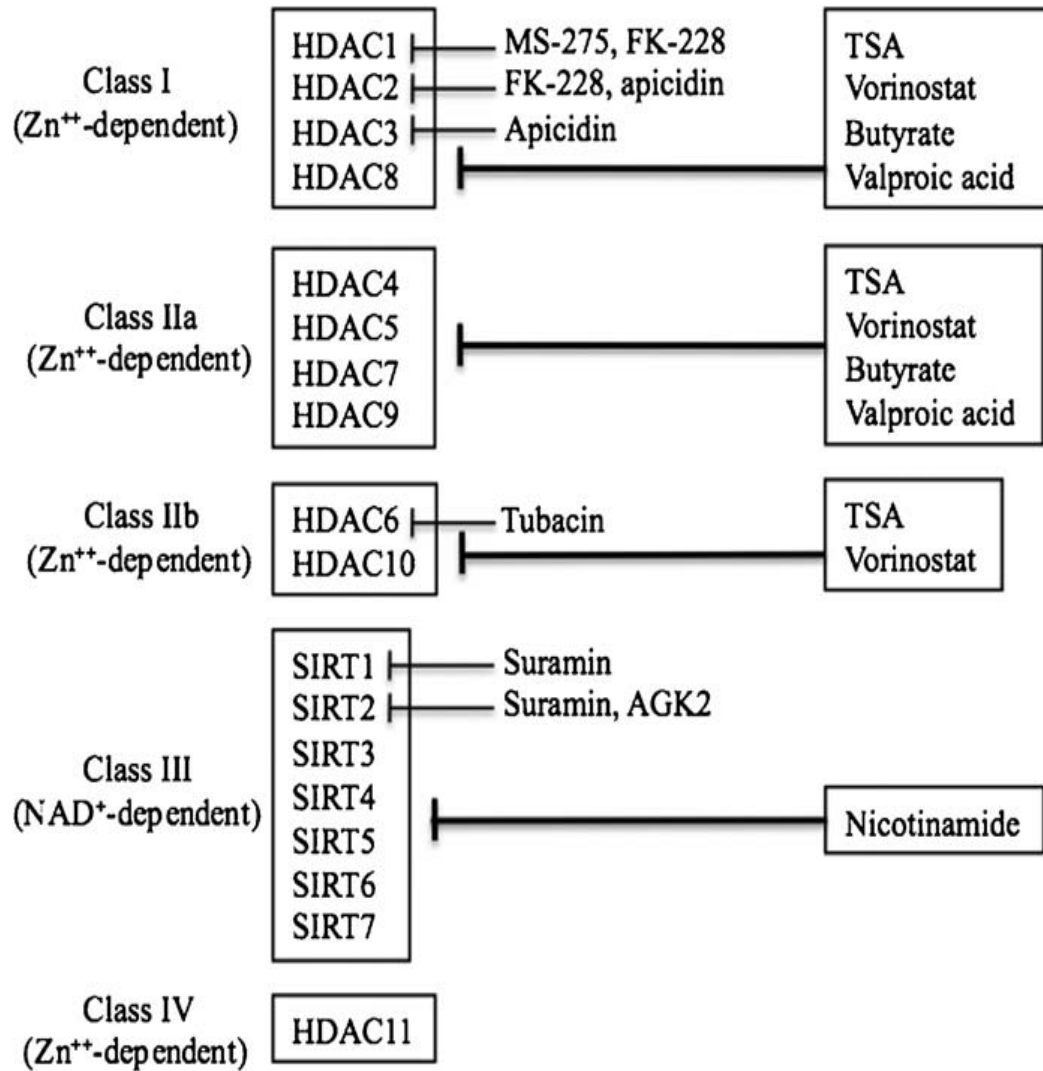 Class I
(Zn⁺⁺-dependent)
HDAC1
HDAC2
HDAC3
HDAC8
MS-275, FK-228
FK-228, apicidin
Apicidin
TSA
Vorinostat
Butyrate
Valproic acid
Class IIa
(Zn⁺⁺-dependent)
HDAC4
HDAC5
HDAC7
HDAC9
TSA
Vorinostat
Butyrate
Valproic acid
Class IIb
(Zn⁺⁺-dependent)
HDAC6
HDAC10
Tubacin
TSA
Vorinostat
Class III
(NAD⁺-dependent)
SIRT1
SIRT2
SIRT3
SIRT4
SIRT5
SIRT6
SIRT7
Suramin
Suramin, AGK2
Nicotinamide
Class IV
(Zn⁺⁺-dependent)
HDAC11